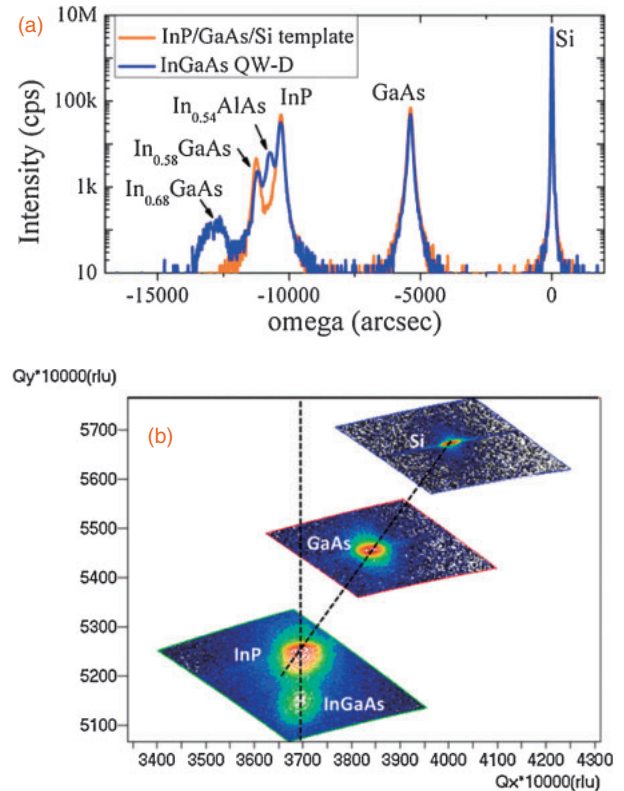 (a)
10M
100k
1k
10
Intensity (cps)
InP/GaAs/Si template
InGaAs QW-D
In0.54AlAs
InP
In0.58GaAs
In0.68GaAs
GaAs
Si
-15000 -10000 -5000 0
omega (arcsec)
Qy*10000(rlu)
(b)
5700
5600
5500
5400
5300
5200
5100
Si
GaAs
InP
InGaAs
3400 3500 3600 3700 3800 3900 4000 4100 4200 4300
Qx*10000(rlu)